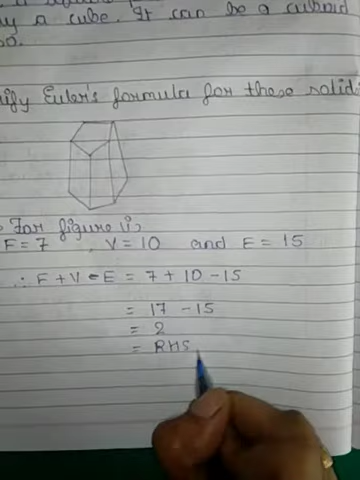 y a cube. It can be a cuboid
ify Euler's formula for these solid
For figure (i),
F = 7 , V = 10 and E = 15
∴ F + V - E = 7 + 10 - 15
= 17 - 15
= 2
= RHS